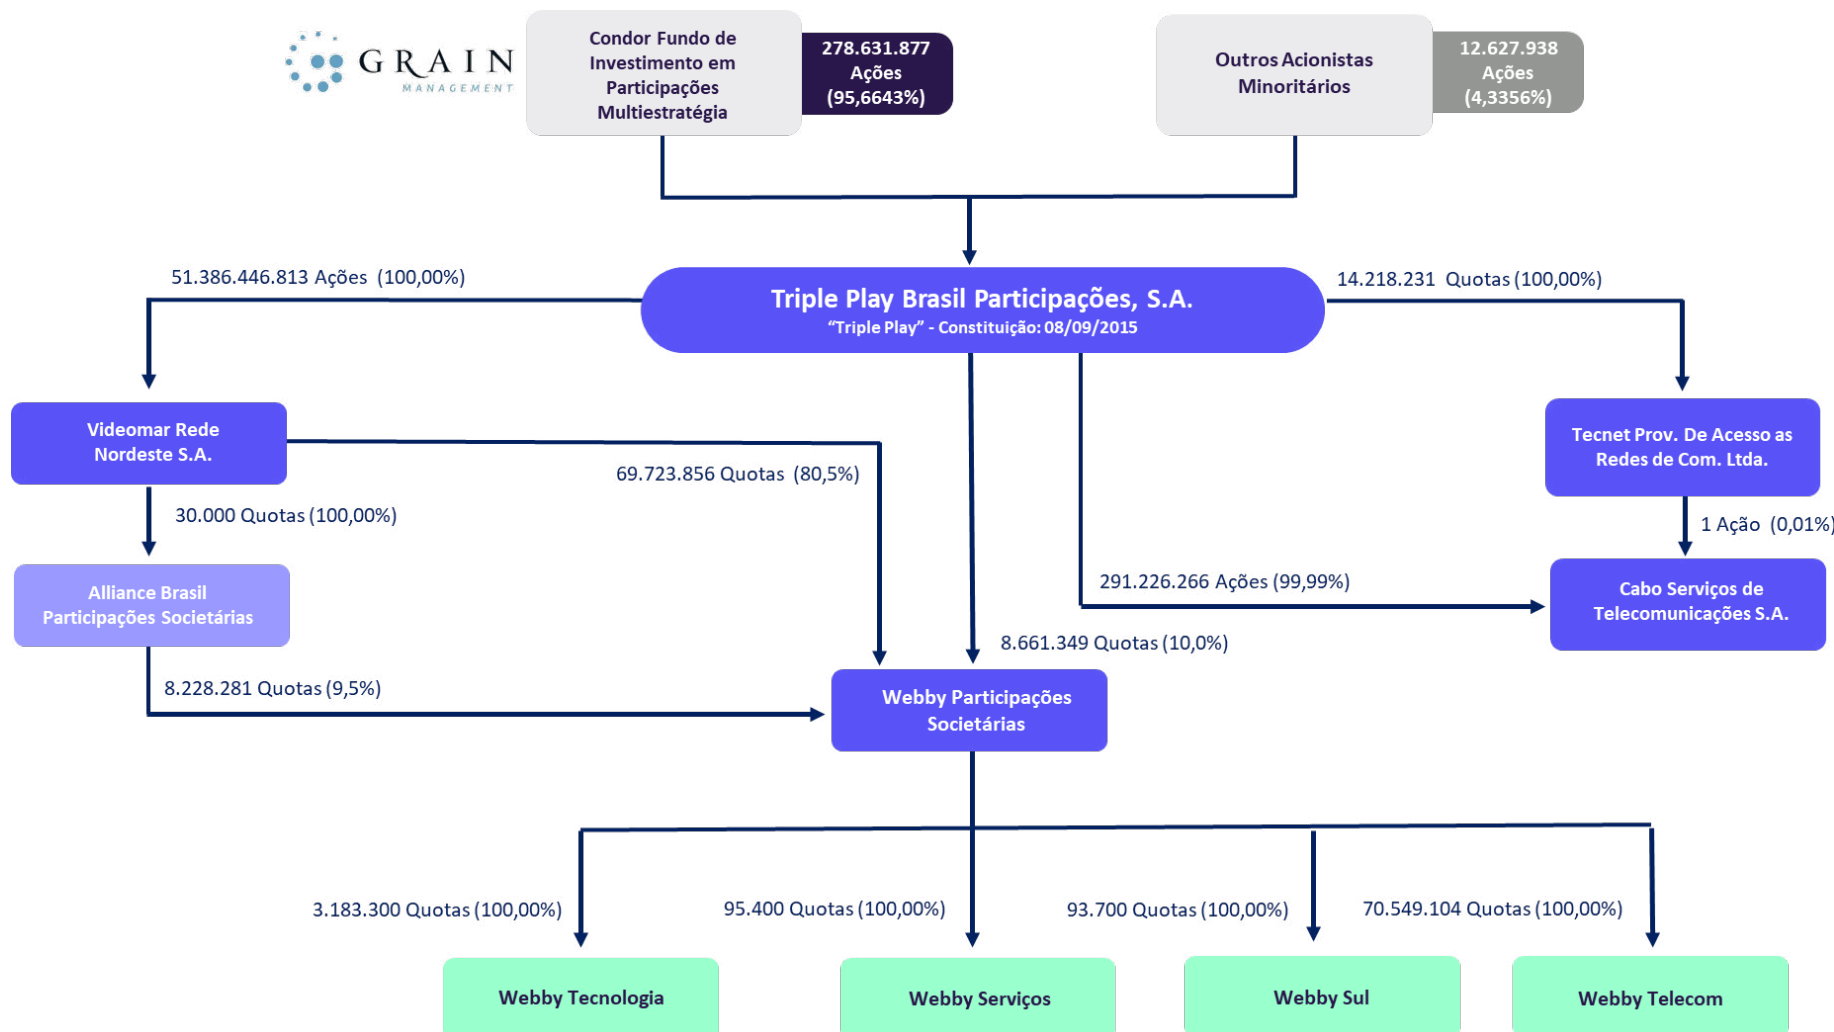 GRAIN
MANAGEMENT
Condor Fundo de
Investimento em
Participações
Multiestratégia
278.631.877
Ações
(95,6643%)
Outros Acionistas
Minoritários
12.627.938
Ações
(4,3356%)
51.386.446.813 Ações (100,00%)
Triple Play Brasil Participações, S.A.
“Triple Play” - Constituição: 08/09/2015
14.218.231 Quotas (100,00%)
Videomar Rede
Nordeste S.A.
69.723.856 Quotas (80,5%)
Tecnet Prov. De Acesso as
Redes de Com. Ltda.
30.000 Quotas (100,00%)
1 Ação (0,01%)
Alliance Brasil
Participações Societárias
291.226.266 Ações (99,99%)
Cabo Serviços de
Telecomunicações S.A.
8.661.349 Quotas (10,0%)
8.228.281 Quotas (9,5%)
Webby Participações
Societárias
3.183.300 Quotas (100,00%)
95.400 Quotas (100,00%)
93.700 Quotas (100,00%)
70.549.104 Quotas (100,00%)
Webby Tecnologia
Webby Serviços
Webby Sul
Webby Telecom